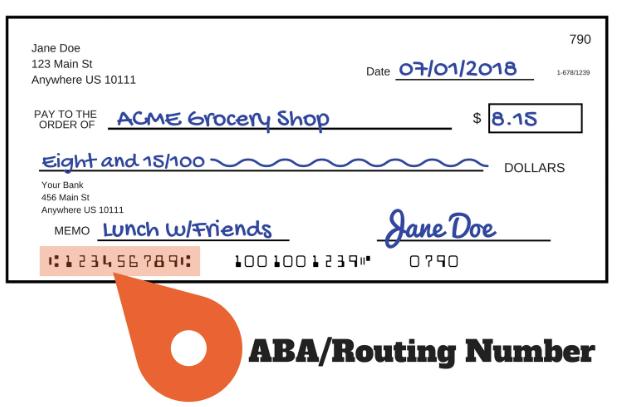 790
Jane Doe
123 Main St
Anywhere US 10111
Date 07/01/2018
1-678/1239
PAY TO THE
ORDER OF ACME Grocery Shop $ 8.15
Eight and 15/100 DOLLARS
Your Bank
456 Main St
Anywhere US 10111
MEMO Lunch w/Friends Jane Doe
⑆123456789⑆ 1001001239⑈ 0790
ABA/Routing Number